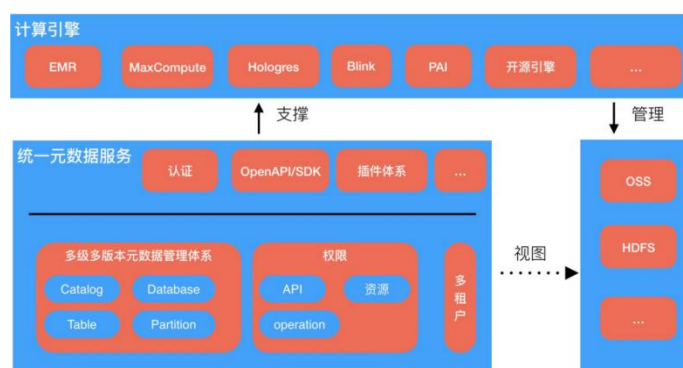 计算引擎
EMR MaxCompute Hologres Blink PAI 开源引擎 ...
支撑 管理
统一元数据服务
认证 OpenAPI/SDK 插件体系 ...
OSS
多级多版本元数据管理体系 权限
视图 HDFS
Catalog Database API 资源
多租户
Table Partition operation
...